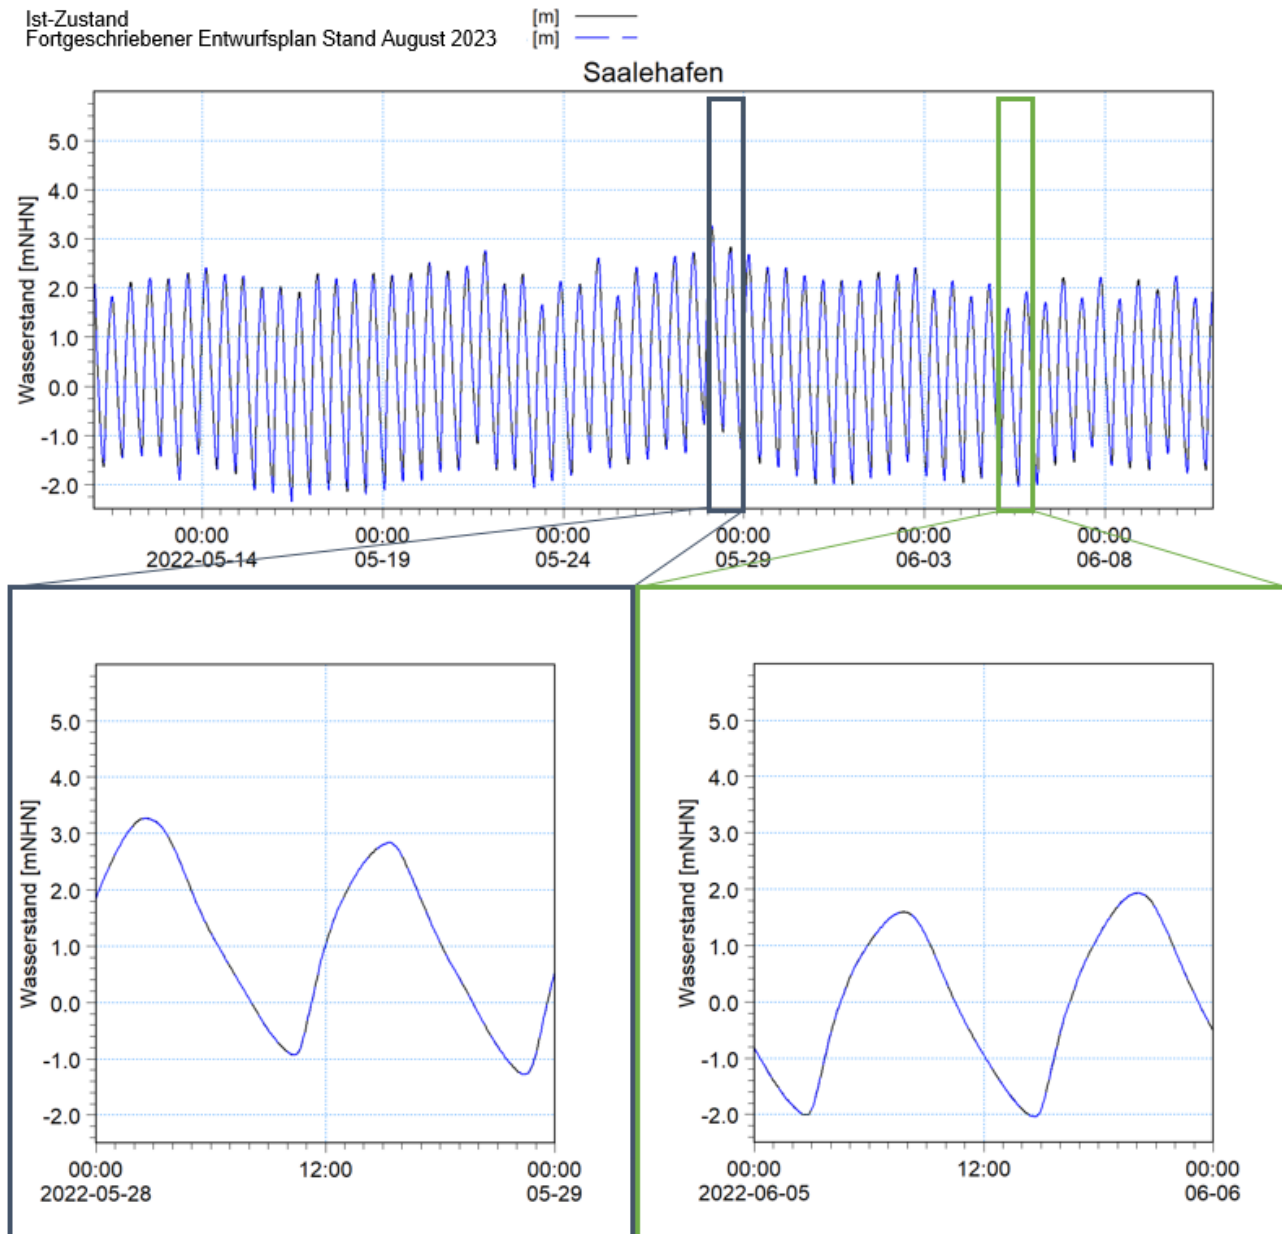 Ist-Zustand [m]
Fortgeschriebener Entwurfsplan Stand August 2023 [m]
Saalehafen
Wasserstand [mNHN]
5.0
4.0
3.0
2.0
1.0
0.0
-1.0
-2.0
00:00 00:00 00:00 00:00 00:00 00:00
2022-05-14 05-19 05-24 05-29 06-03 06-08
Wasserstand [mNHN]
5.0
4.0
3.0
2.0
1.0
0.0
-1.0
-2.0
00:00 12:00 00:00
2022-05-28 05-29
Wasserstand [mNHN]
5.0
4.0
3.0
2.0
1.0
0.0
-1.0
-2.0
00:00 12:00 00:00
2022-06-05 06-06